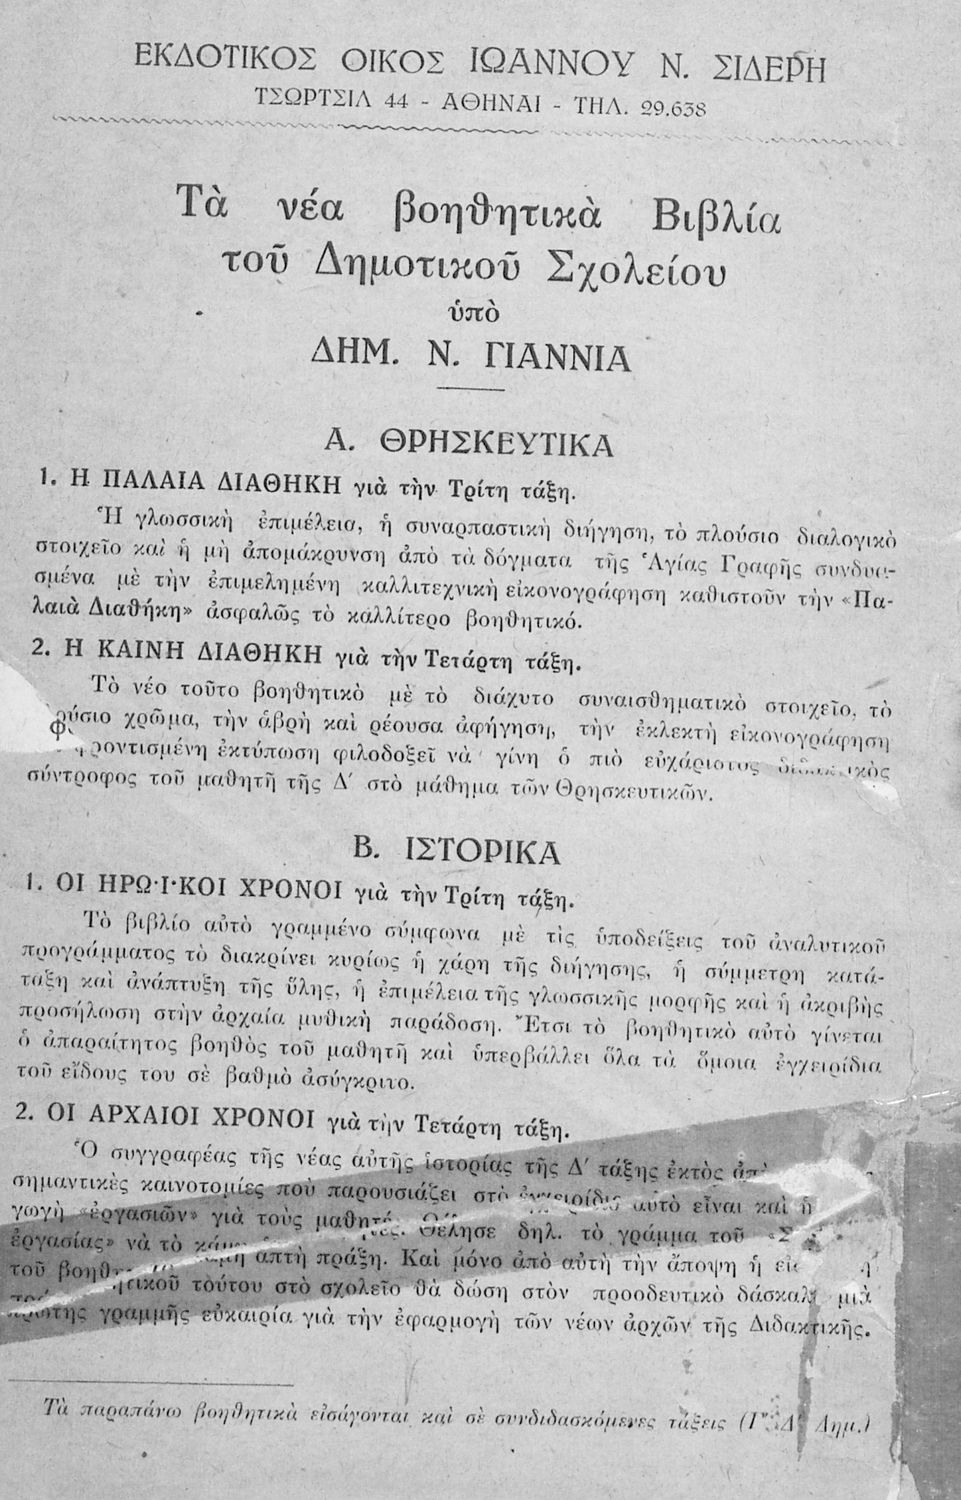 ΕΚΔΟΤΙΚΟΣ ΟΙΚΟΣ ΙΩΑΝΝΟΥ Ν. ΣΙΔΕΡΗ
ΤΣΩΡΤΣΙΛ 44 - ΑΘΗΝΑΙ - ΤΗΛ. 29.638
Τὰ νέα βοηθητικὰ Βιβλία
τοῦ Δημοτικοῦ Σχολείου
ὑπὸ
ΔΗΜ. Ν. ΓΙΑΝΝΙΑ
Α. ΘΡΗΣΚΕΥΤΙΚΑ
1. Η ΠΑΛΑΙΑ ΔΙΑΘΗΚΗ γιὰ τὴν Τρίτη τάξη.
Ἡ γλωσσικὴ ἐπιμέλεια, ἡ συναρπαστικὴ διήγηση, τὸ πλούσιο διαλογικὸ
στοιχεῖο καὶ ἡ μὴ ἀπομάκρυνση ἀπὸ τὰ δόγματα τῆς Ἁγίας Γραφῆς συνδυα-
σμένα μὲ τὴν ἐπιμελημένη καλλιτεχνικὴ εἰκονογράφηση καθιστοῦν τὴν «Πα-
λαιὰ Διαθήκη» ἀσφαλῶς τὸ καλλίτερο βοηθητικό.
2. Η ΚΑΙΝΗ ΔΙΑΘΗΚΗ γιὰ τὴν Τετάρτη τάξη.
Τὸ νέο τοῦτο βοηθητικὸ μὲ τὸ διάχυτο συναισθηματικὸ στοιχεῖο, τὸ
χρῶμα, τὴν ἁβρὴ καὶ ρέουσα ἀφήγηση, τὴν ἐκλεκτὴ εἰκονογράφηση
φροντισμένη ἐκτύπωση φιλοδοξεῖ νὰ γίνη ὁ πιὸ εὐχάριστος
σύντροφος τοῦ μαθητῆ τῆς Δ΄ στὸ μάθημα τῶν Θρησκευτικῶν.
Β. ΙΣΤΟΡΙΚΑ
1. ΟΙ ΗΡΩ·Ι·ΚΟΙ ΧΡΟΝΟΙ γιὰ τὴν Τρίτη τάξη.
Τὸ βιβλίο αὐτὸ γραμμένο σύμφωνα μὲ τὶς ὑποδείξεις τοῦ ἀναλυτικοῦ
προγράμματος τὸ διακρίνει κυρίως ἡ χάρη τῆς διήγησης, ἡ σύμμετρη κατά-
ταξη καὶ ἀνάπτυξη τῆς ὕλης, ἡ ἐπιμέλεια τῆς γλωσσικῆς μορφῆς καὶ ἡ ἀκριβὴς
προσήλωση στὴν ἀρχαία μυθικὴ παράδοση. Ἔτσι τὸ βοηθητικὸ αὐτὸ γίνεται
ὁ ἀπαραίτητος βοηθὸς τοῦ μαθητῆ καὶ ὑπερβάλλει ὅλα τὰ ὅμοια ἐγχειρίδια
τοῦ εἴδους του σὲ βαθμὸ ἀσύγκριτο.
2. ΟΙ ΑΡΧΑΙΟΙ ΧΡΟΝΟΙ γιὰ τὴν Τετάρτη τάξη.
Ὁ συγγραφέας τῆς νέας αὐτῆς ἱστορίας τῆς Δ΄ τάξης ἐκτὸς
σημαντικὲς καινοτομίες ποὺ παρουσιάζει στὸ ἐγχειρίδιο αὐτὸ εἶναι καὶ ἡ
γωγὴ «ἐργασιῶν» γιὰ τοὺς Θέλησε δηλ. τὸ γράμμα τοῦ
ἐργασίας» νὰ τὸ ἁπτὴ πράξη. Καὶ μόνο ἀπὸ αὐτὴ τὴν ἄποψη ἡ
τοῦ τούτου στὸ σχολεῖο θὰ δώση στὸν προοδευτικὸ δάσκαλο μιὰ
πρώτης γραμμῆς εὐκαιρία γιὰ τὴν ἐφαρμογὴ τῶν νέων ἀρχῶν τῆς Διδακτικῆς.
Τὰ παραπάνω βοηθητικὰ εἰσάγονται καὶ σὲ συνδιδασκόμενες τάξεις (Γ΄ Δ΄ Δημ.)